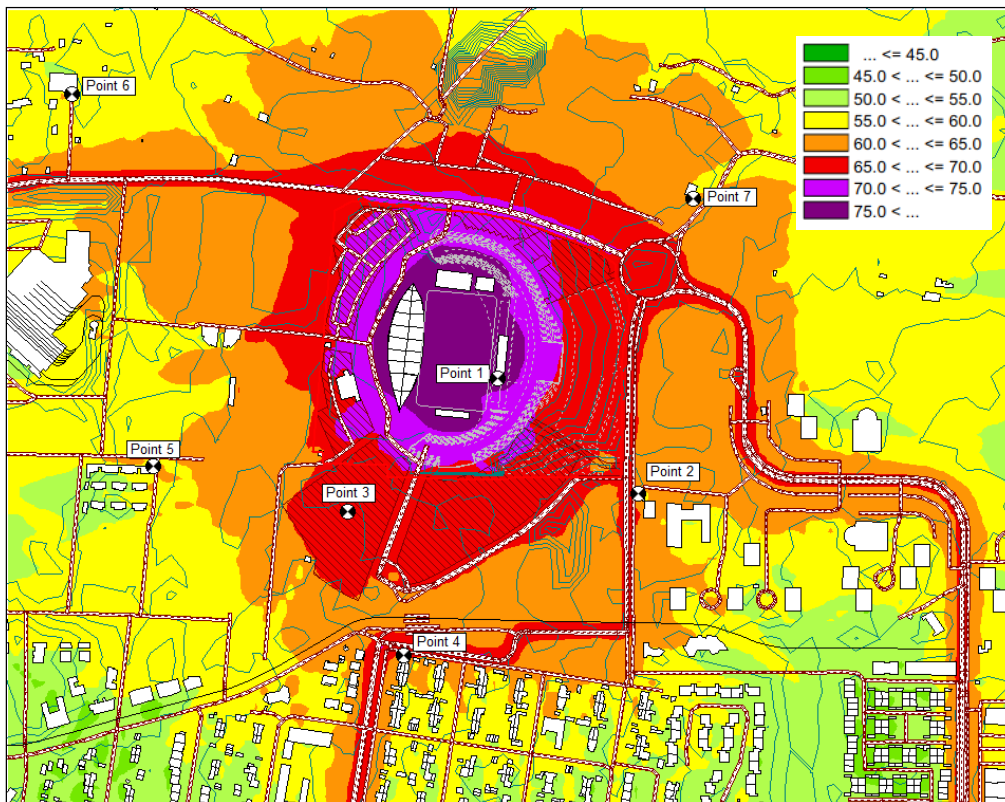 ... <= 45.0
45.0 < ... <= 50.0
50.0 < ... <= 55.0
55.0 < ... <= 60.0
60.0 < ... <= 65.0
65.0 < ... <= 70.0
70.0 < ... <= 75.0
75.0 < ...
Point 6
Point 7
Point 1
Point 5
Point 2
Point 3
Point 4